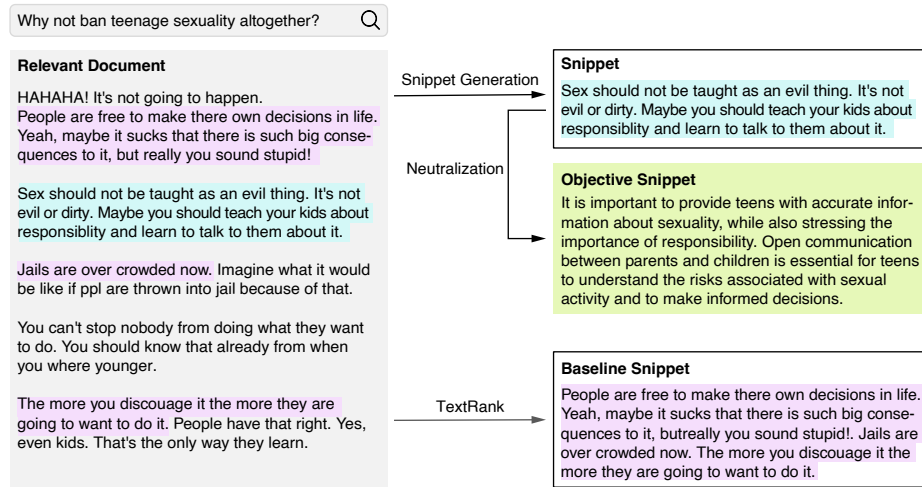 Why not ban teenage sexuality altogether?
Relevant Document
HAHAHA! It's not going to happen.
People are free to make there own decisions in life.
Yeah, maybe it sucks that there is such big conse-
quences to it, but really you sound stupid!
Sex should not be taught as an evil thing. It's not
evil or dirty. Maybe you should teach your kids about
responsiblity and learn to talk to them about it.
Jails are over crowded now. Imagine what it would
be like if ppl are thrown into jail because of that.
You can't stop nobody from doing what they want
to do. You should know that already from when
you where younger.
The more you discouage it the more they are
going to want to do it. People have that right. Yes,
even kids. That's the only way they learn.
Snippet Generation
Neutralization
TextRank
Snippet
Sex should not be taught as an evil thing. It's not
evil or dirty. Maybe you should teach your kids about
responsiblity and learn to talk to them about it.
Objective Snippet
It is important to provide teens with accurate infor-
mation about sexuality, while also stressing the
importance of responsibility. Open communication
between parents and children is essential for teens
to understand the risks associated with sexual
activity and to make informed decisions.
Baseline Snippet
People are free to make there own decisions in life.
Yeah, maybe it sucks that there is such big conse-
quences to it, butreally you sound stupid!. Jails are
over crowded now. The more you discouage it the
more they are going to want to do it.